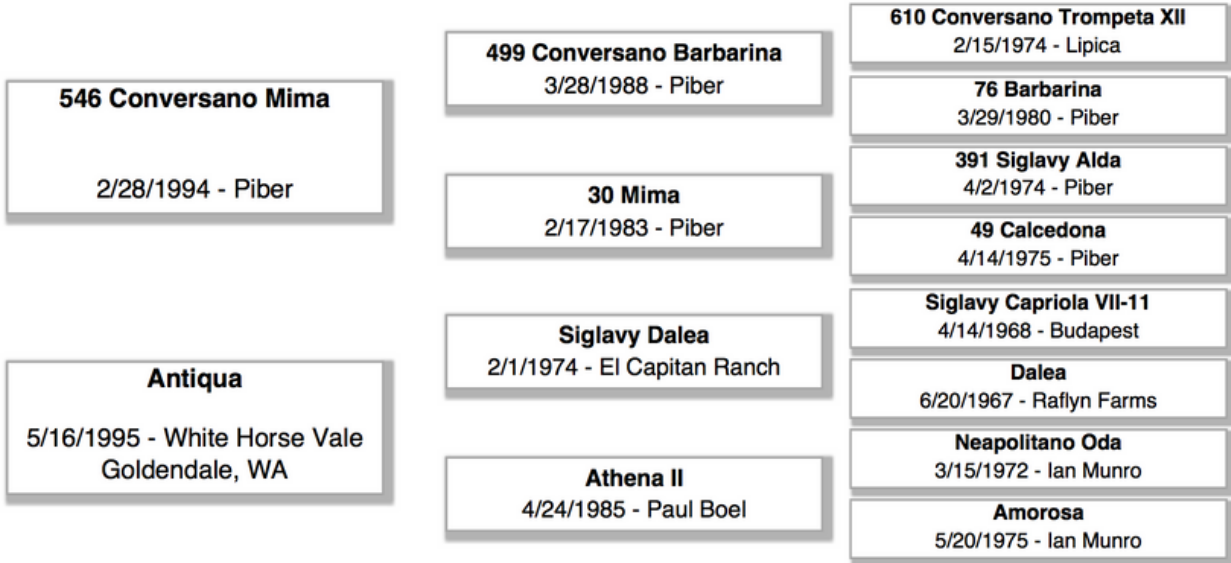 546 Conversano Mima
2/28/1994 - Piber
Antiqua
5/16/1995 - White Horse Vale
Goldendale, WA
499 Conversano Barbarina
3/28/1988 - Piber
30 Mima
2/17/1983 - Piber
Siglavy Dalea
2/1/1974 - El Capitan Ranch
Athena II
4/24/1985 - Paul Boel
610 Conversano Trompeta XII
2/15/1974 - Lipica
76 Barbarina
3/29/1980 - Piber
391 Siglavy Alda
4/2/1974 - Piber
49 Calcedona
4/14/1975 - Piber
Siglavy Capriola VII-11
4/14/1968 - Budapest
Dalea
6/20/1967 - Raflyn Farms
Neapolitano Oda
3/15/1972 - Ian Munro
Amorosa
5/20/1975 - Ian Munro